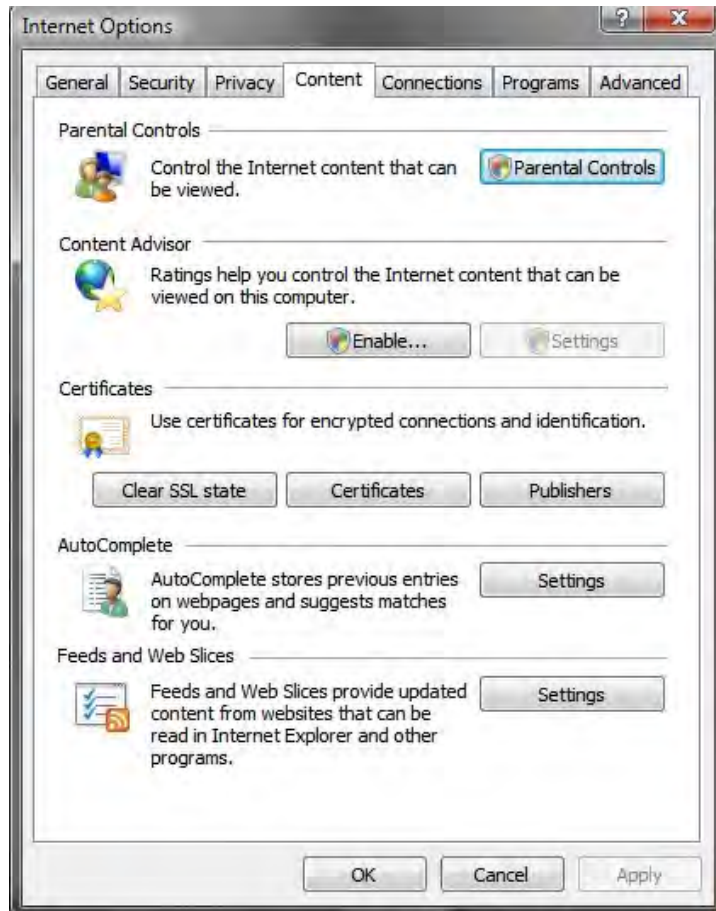 Internet Options
?
X
General Security Privacy Content Connections Programs Advanced
Parental Controls
Control the Internet content that can
be viewed.
Parental Controls
Content Advisor
Ratings help you control the Internet content that can be
viewed on this computer.
Enable...
Settings
Certificates
Use certificates for encrypted connections and identification.
Clear SSL state
Certificates
Publishers
AutoComplete
AutoComplete stores previous entries
on webpages and suggests matches
for you.
Settings
Feeds and Web Slices
Feeds and Web Slices provide updated
content from websites that can be
read in Internet Explorer and other
programs.
Settings
OK
Cancel
Apply